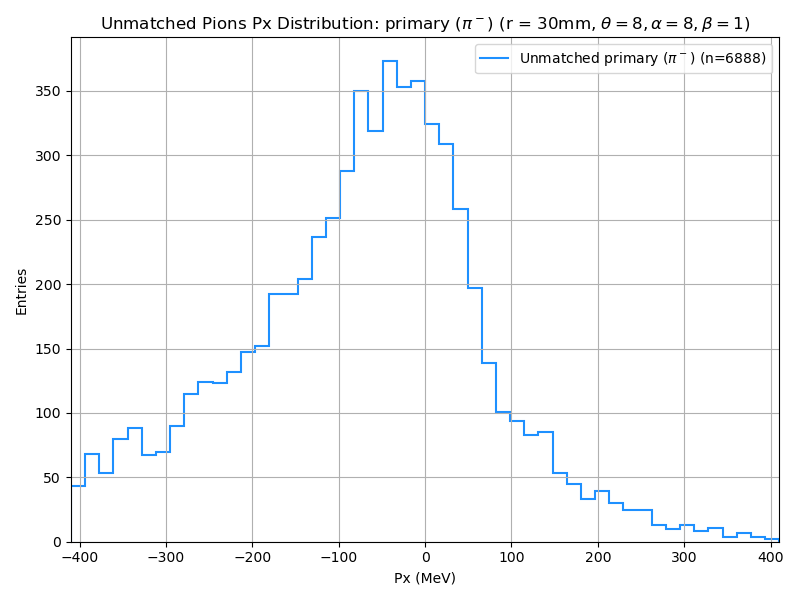 Unmatched Pions Px Distribution: primary (π⁻) (r = 30mm, θ = 8, α = 8, β = 1)
Unmatched primary (π⁻) (n=6888)
Entries
350
300
250
200
150
100
50
0
−400 −300 −200 −100 0 100 200 300 400
Px (MeV)